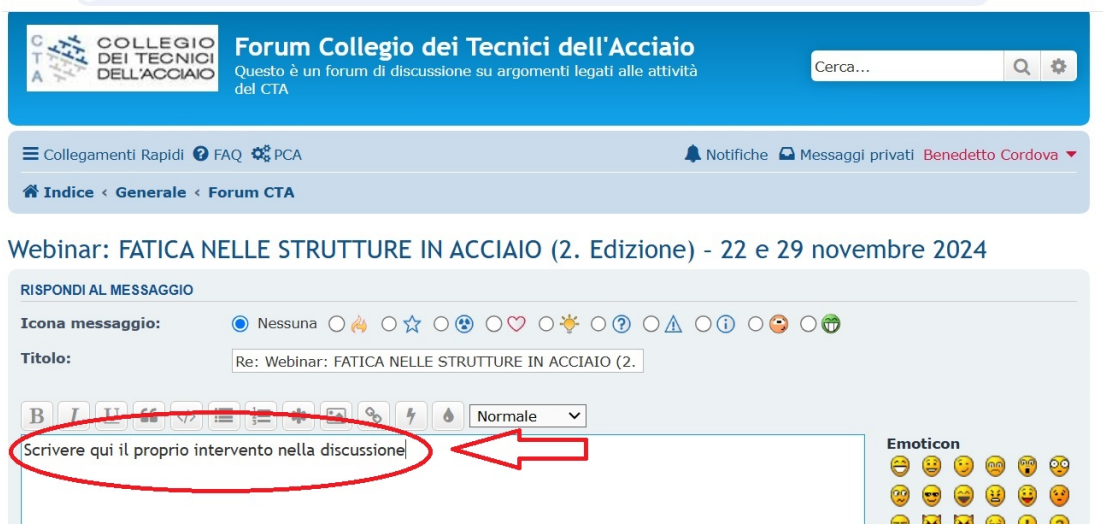 C T A
COLLEGIO
DEI TECNICI
DELL'ACCIAIO
Forum Collegio dei Tecnici dell'Acciaio
Questo è un forum di discussione su argomenti legati alle attività
del CTA
Cerca...
Collegamenti Rapidi FAQ PCA
Notifiche Messaggi privati Benedetto Cordova
Indice ‹ Generale ‹ Forum CTA
Webinar: FATICA NELLE STRUTTURE IN ACCIAIO (2. Edizione) - 22 e 29 novembre 2024
RISPONDI AL MESSAGGIO
Icona messaggio: Nessuna
Titolo: Re: Webinar: FATICA NELLE STRUTTURE IN ACCIAIO (2.
B I U Normale
Scrivere qui il proprio intervento nella discussione
Emoticon